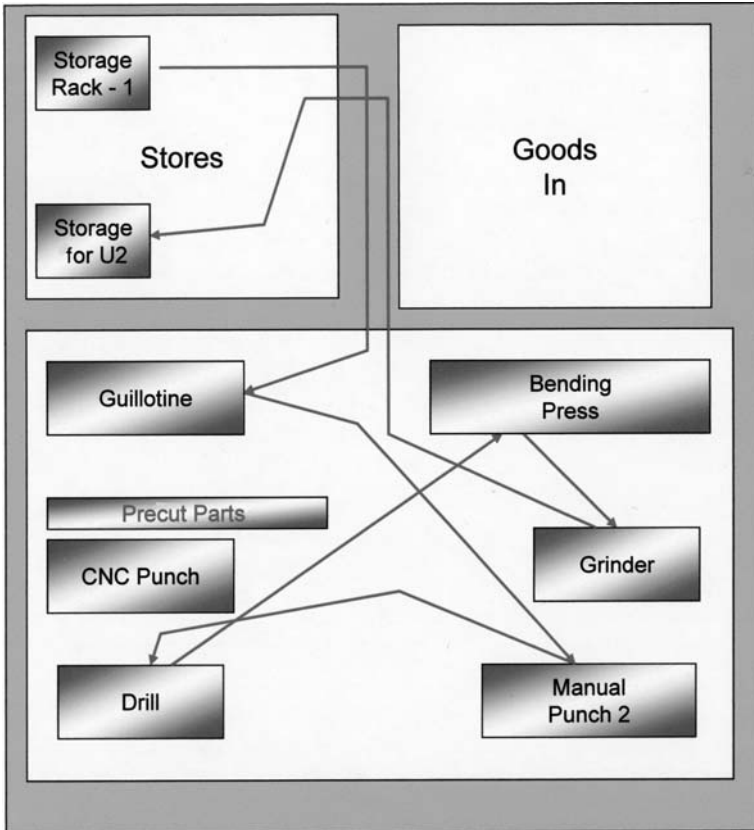 Storage
Rack - 1
Stores
Goods
In
Storage
for U2
Guillotine
Bending
Press
Precut Parts
CNC Punch
Grinder
Drill
Manual
Punch 2